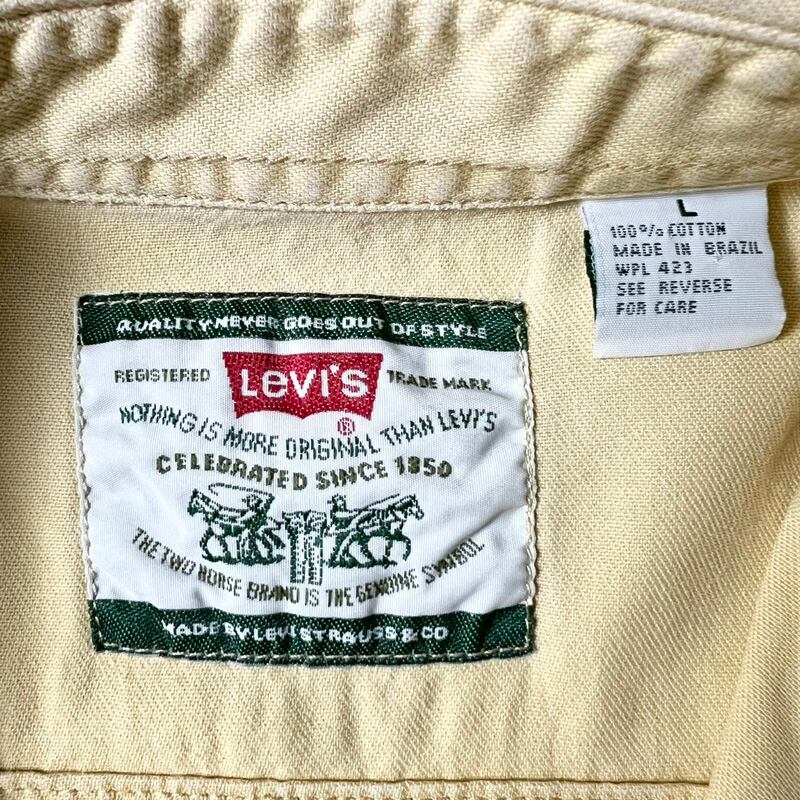 L
100% COTTON
MADE IN BRAZIL
WPL 423
SEE REVERSE
FOR CARE
QUALITY NEVER GOES OUT OF STYLE
REGISTERED LEVI'S TRADE MARK
®
NOTHING IS MORE ORIGINAL THAN LEVI'S
CELEBRATED SINCE 1850
THE TWO HORSE BRAND IS THE GENUINE SYMBOL
MADE BY LEVI STRAUSS & CO